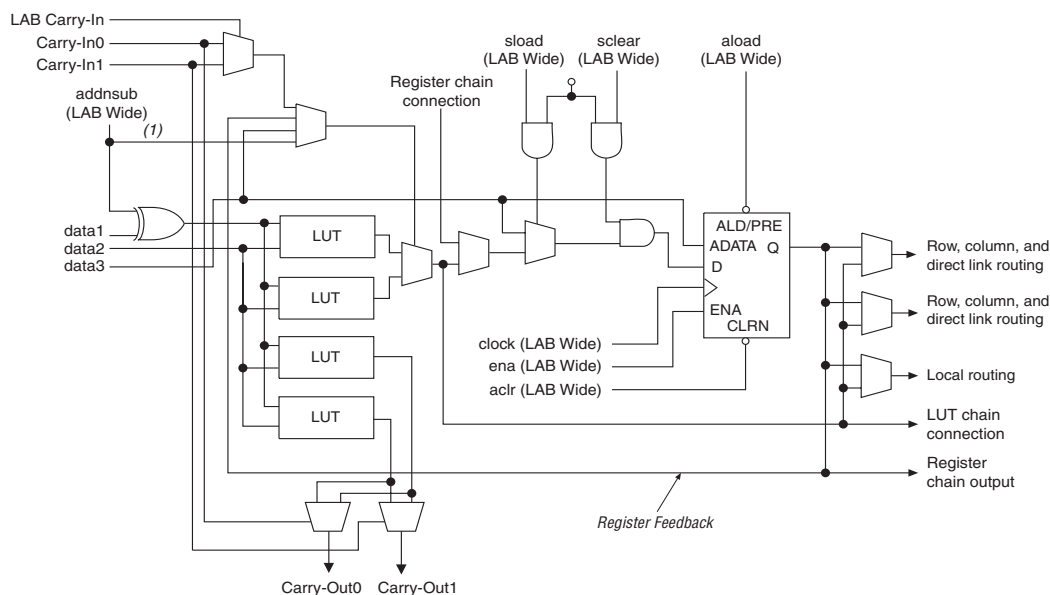 LAB Carry-In
Carry-In0
Carry-In1
addnsub
(LAB Wide)
(1)
Register chain
connection
sload
(LAB Wide)
sclear
(LAB Wide)
aload
(LAB Wide)
data1
data2
data3
LUT
LUT
LUT
LUT
ALD/PRE
ADATA Q
D
ENA
CLRN
clock (LAB Wide)
ena (LAB Wide)
aclr (LAB Wide)
Row, column, and
direct link routing
Row, column, and
direct link routing
Local routing
LUT chain
connection
Register
chain output
Register Feedback
Carry-Out0
Carry-Out1